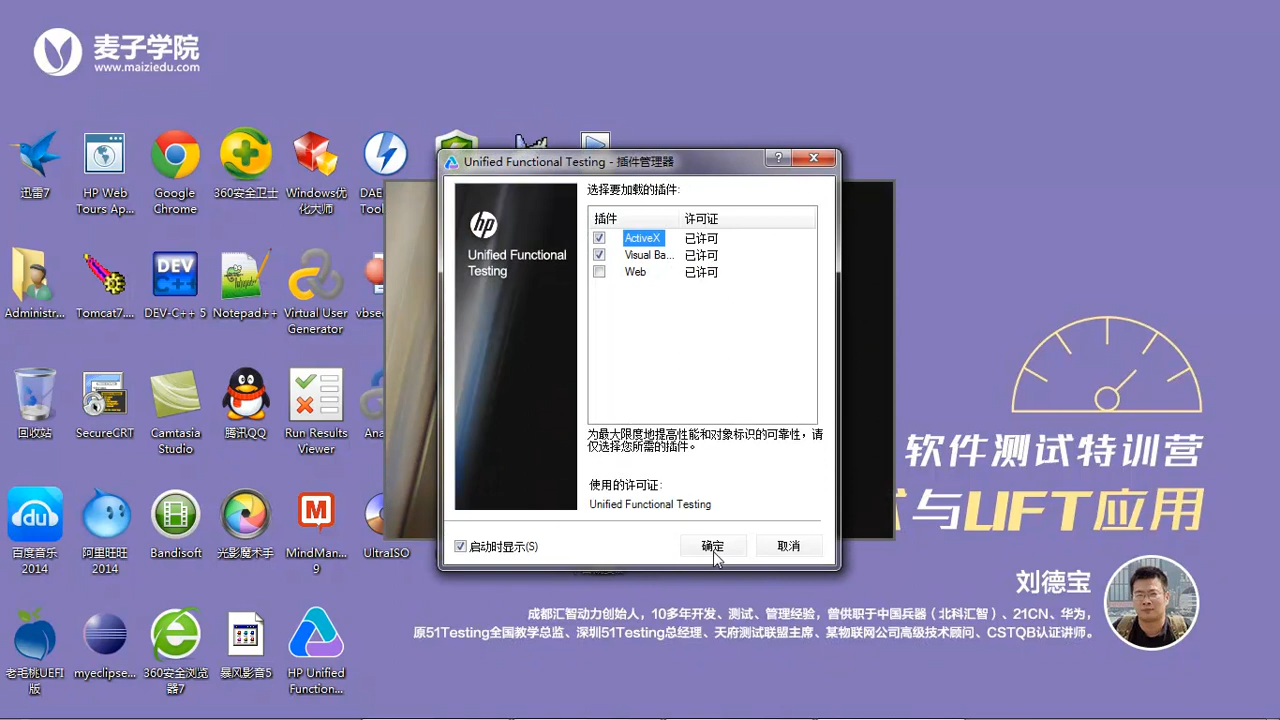 麦子学院
www.maiziedu.com
迅雷7
HP Web
Tours Ap...
Google
Chrome
360安全卫士
Windows优
化大师
Administr...
Tomcat7....
DEV
C++
DEV-C++ 5
Notepad++
Virtual User
Generator
回收站
SecureCRT
Camtasia
Studio
腾讯QQ
Run Results
Viewer
du
百度音乐
2014
阿里旺旺
2014
Bandisoft
光影魔术手
M
MindMan...
9
UltraISO
老毛桃UEFI
版
myeclipse...
360安全浏览
器7
暴风影音5
HP Unified
Function...
Unified Functional Testing - 插件管理器
hp
Unified Functional
Testing
选择要加载的插件:
插件 许可证
ActiveX 已许可
Visual Ba... 已许可
Web 已许可
为最大限度地提高性能和对象标识的可靠性，请
仅选择您所需的插件。
使用的许可证:
Unified Functional Testing
启动时显示(S)
确定
取消
软件测试特训营
与UFT应用
刘德宝
成都汇智动力创始人，10多年开发、测试、管理经验，曾供职于中国兵器（北科汇智）、21CN、华为，
原51Testing全国教学总监、深圳51Testing总经理、天府测试联盟主席、某物联网公司高级技术顾问、CSTQB认证讲师。